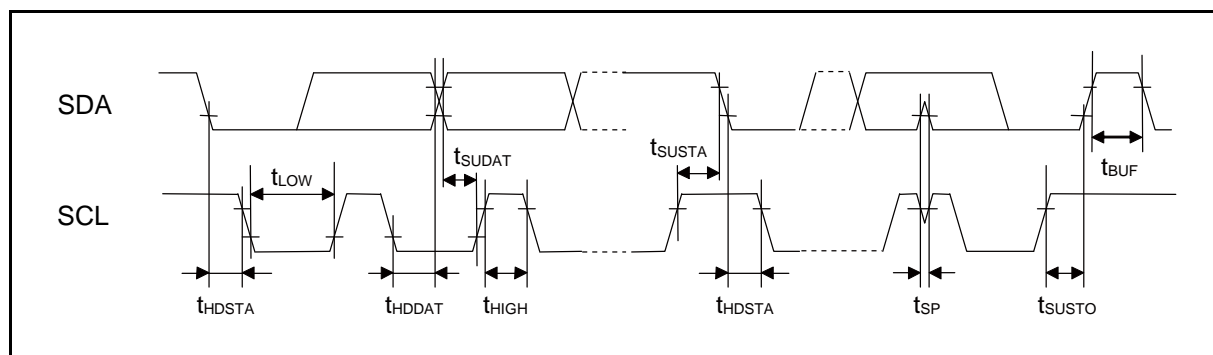 SDA
tSUDAT
tSUSTA
tBUF
tLOW
SCL
tHDSTA
tHDDAT
tHIGH
tHDSTA
tSP
tSUSTO